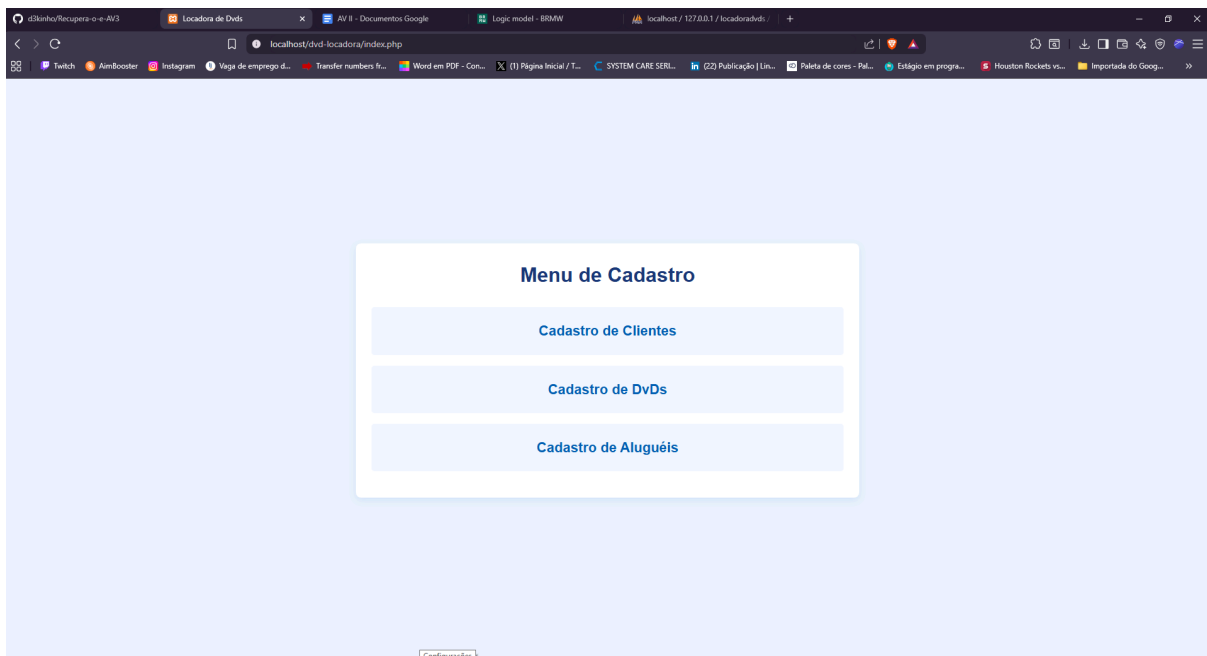 d3kinho/Recupera-o-e-AV3
Locadora de Dvds
AV II - Documentos Google
Logic model - BRMW
localhost / 127.0.0.1 / locadoradvds /
localhost/dvd-locadora/index.php
Twitch
AimBooster
Instagram
Vaga de emprego d...
Transfer numbers fr...
Word em PDF - Con...
(1) Página Inicial / T...
SYSTEM CARE SERI...
(22) Publicação | Lin...
Paleta de cores - Pal...
Estágio em progra...
Houston Rockets vs...
Importada do Goog...
Menu de Cadastro
Cadastro de Clientes
Cadastro de DvDs
Cadastro de Aluguéis
Configurações